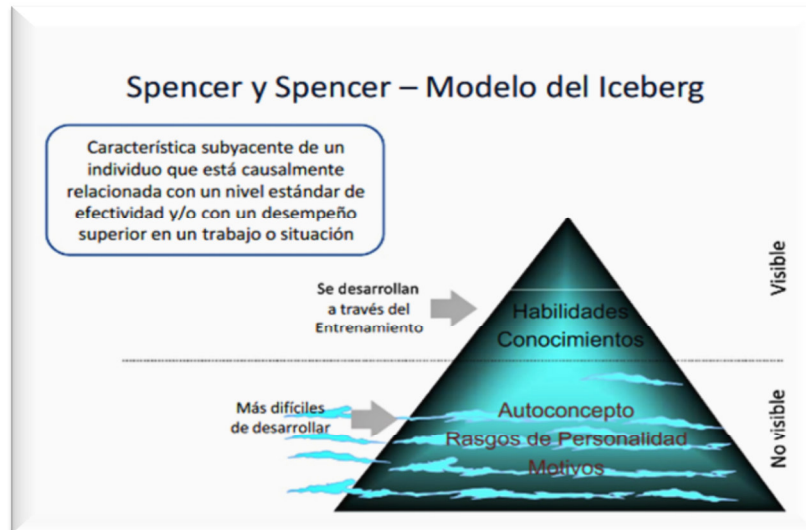 Spencer y Spencer – Modelo del Iceberg
Característica subyacente de un
individuo que está causalmente
relacionada con un nivel estándar de
efectividad y/o con un desempeño
superior en un trabajo o situación
Se desarrollan
a través del
Entrenamiento
Habilidades
Conocimientos
Visible
Más difíciles
de desarrollar
Autoconcepto
Rasgos de Personalidad
Motivos
No visible